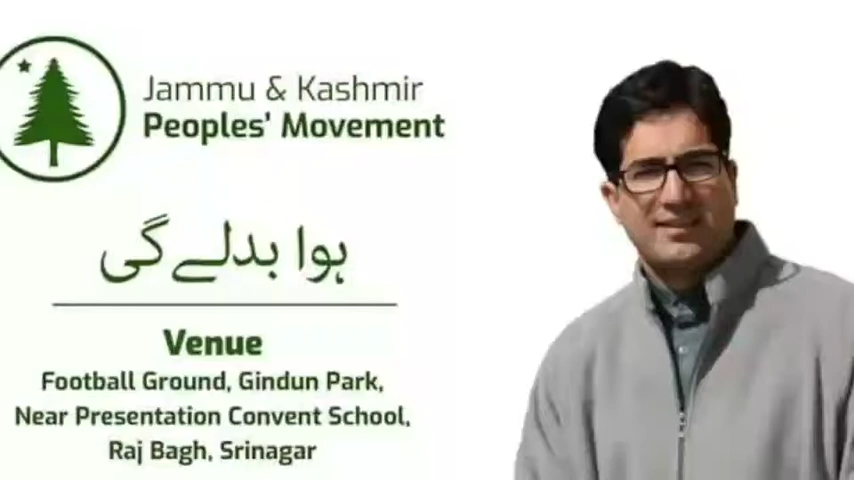 Jammu & Kashmir
Peoples' Movement
ہوا بدلے گی
Venue
Football Ground, Gindun Park,
Near Presentation Convent School,
Raj Bagh, Srinagar